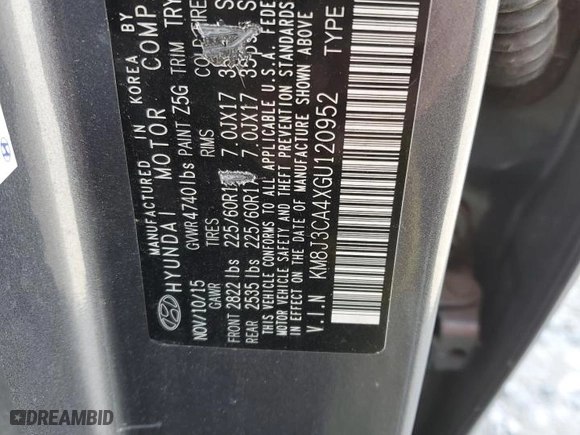 MANUFACTURED IN KOREA BY
HYUNDAI MOTOR COMP
NOV/10/15 GVWR 4740 lbs PAINT Z5G TRIM TRY
GAWR TIRES RIMS COLD
FRONT 2822 lbs 225/60R1 7.0JX17
REAR 2535 lbs 225/60R17 7.0JX17
THIS VEHICLE CONFORMS TO ALL APPLICABLE U.S.A. FEDE
MOTOR VEHICLE SAFETY AND THEFT PREVENTION STANDARDS
IN EFFECT ON THE DATE OF MANUFACTURE SHOWN ABOVE
V.I.N KM8J3CA4XGU120952 TYPE
DREAMBID